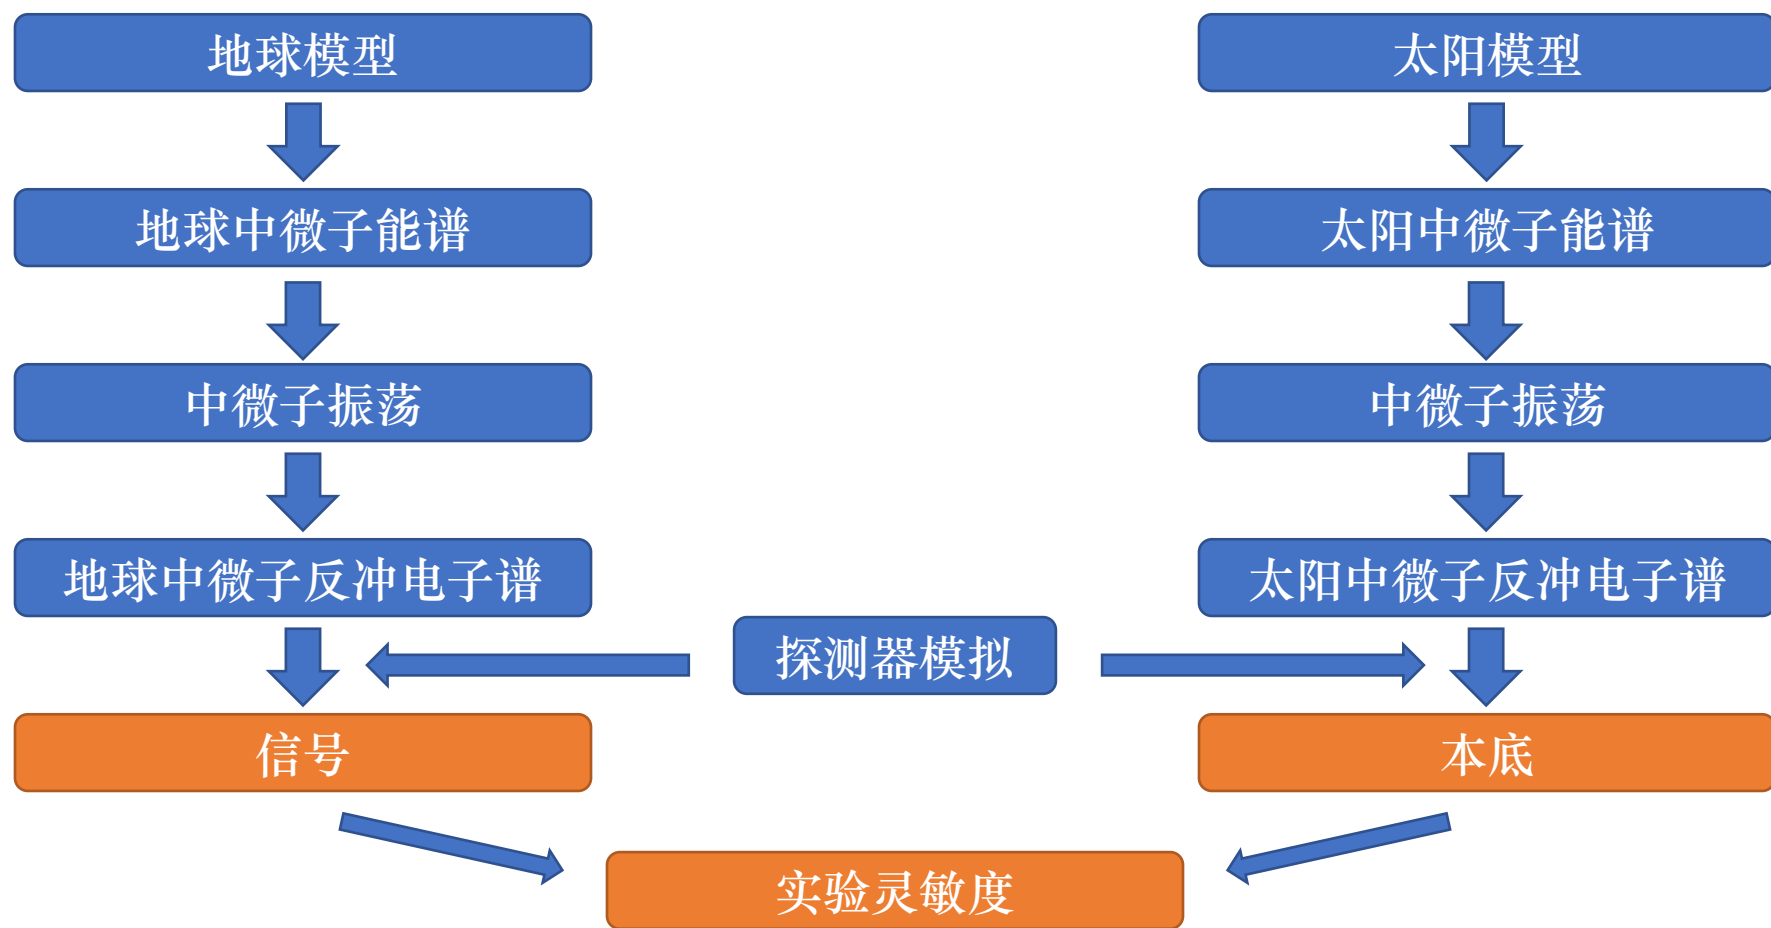 地球模型
太阳模型
地球中微子能谱
太阳中微子能谱
中微子振荡
中微子振荡
地球中微子反冲电子谱
太阳中微子反冲电子谱
探测器模拟
信号
本底
实验灵敏度